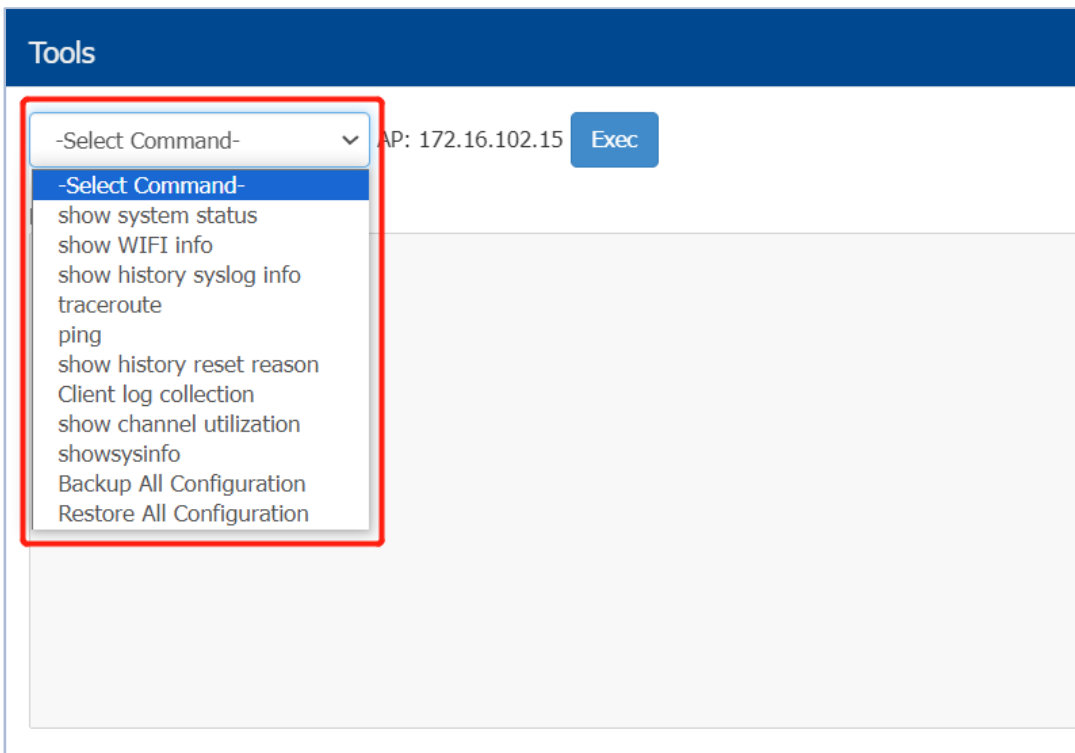 Tools
-Select Command-
AP: 172.16.102.15 Exec
-Select Command-
show system status
show WIFI info
show history syslog info
traceroute
ping
show history reset reason
Client log collection
show channel utilization
showsysinfo
Backup All Configuration
Restore All Configuration